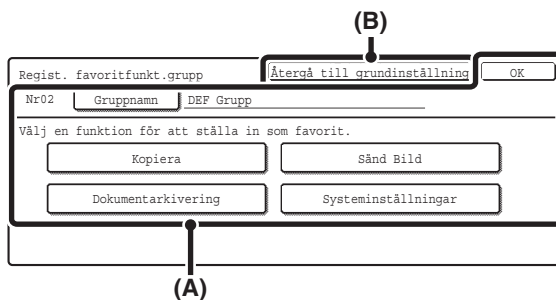 (B)
Regist. favoritfunkt.grupp Återgå till grundinställning OK
Nr02 Gruppnamn DEF Grupp
Välj en funktion för att ställa in som favorit.
Kopiera Sänd Bild
Dokumentarkivering Systeminställningar
(A)